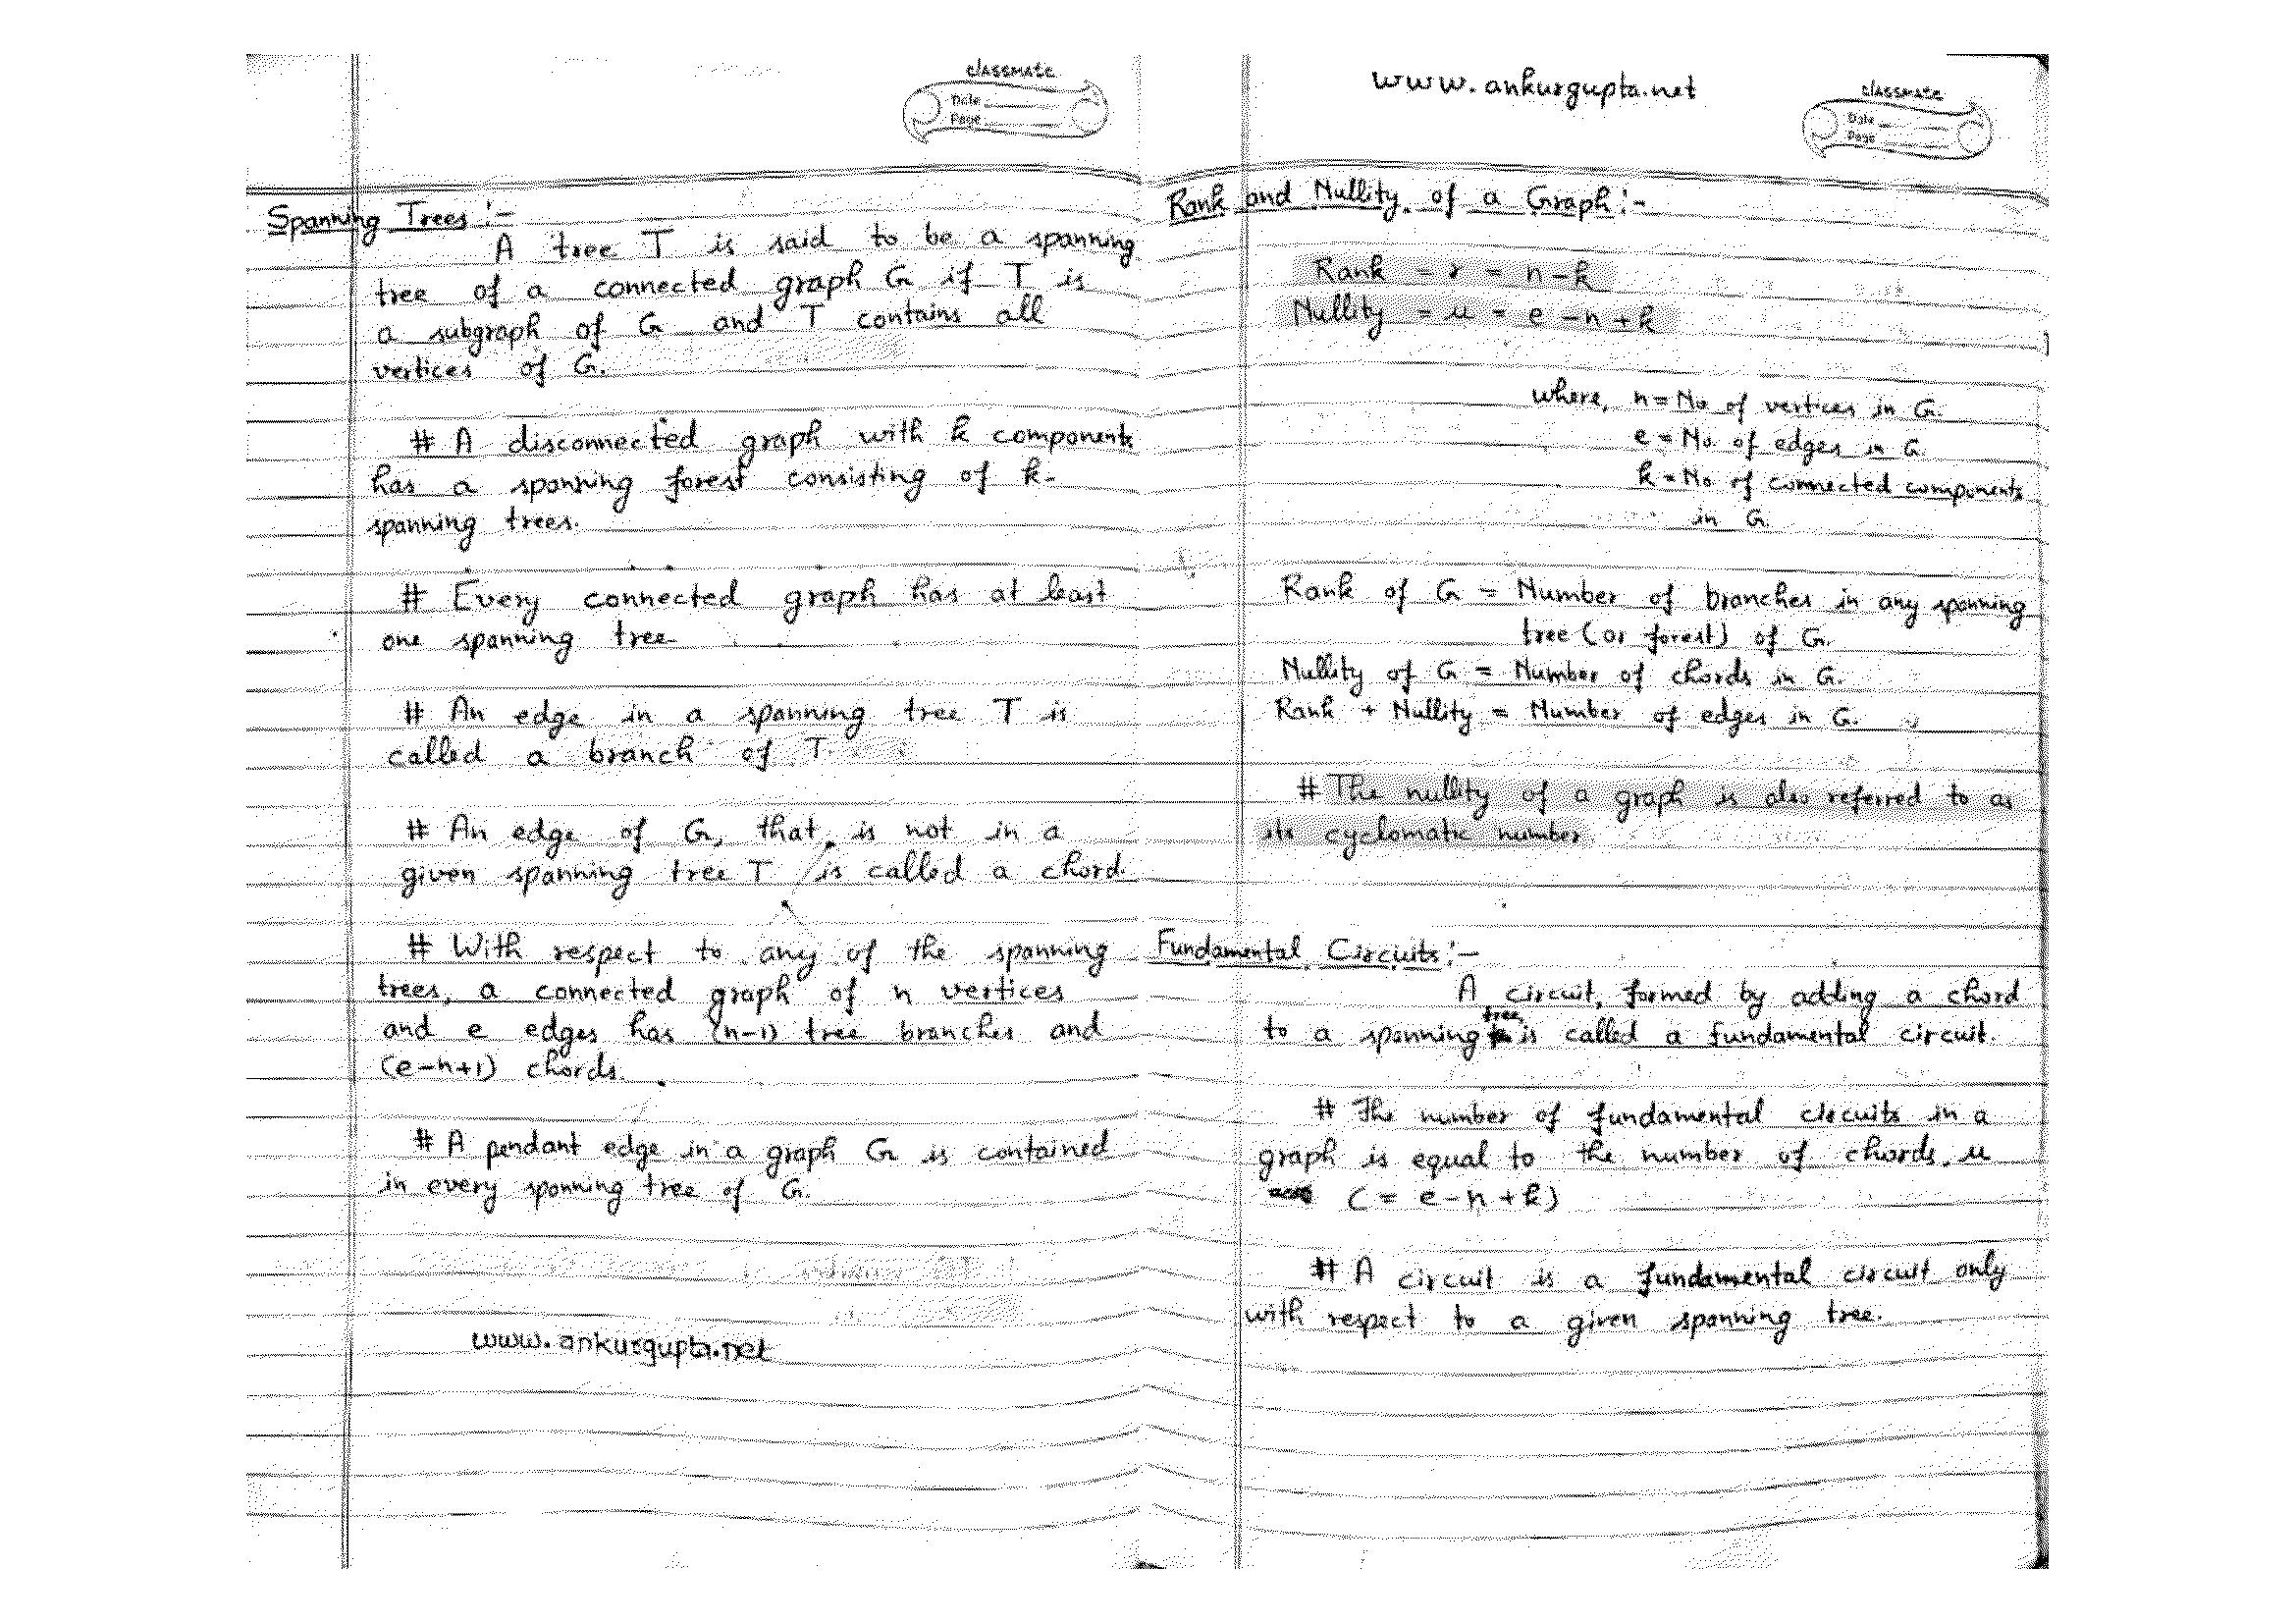 classmate
Date
Page
Spanning Trees :-
A tree T is said to be a spanning
tree of a connected graph G if T is
a subgraph of G and T contains all
vertices of G.
# A disconnected graph with k components
has a spanning forest consisting of k-
spanning trees.
# Every connected graph has at least
one spanning tree.
# An edge in a spanning tree T is
called a branch of T.
# An edge of G, that is not in a
given spanning tree T is called a chord.
# With respect to any of the spanning
trees, a connected graph of n vertices
and e edges has (n-1) tree branches and
(e-n+1) chords.
# A pendant edge in a graph G is contained
in every spanning tree of G.
www.ankurgupta.net
www.ankurgupta.net
classmate
Date
Page
Rank and Nullity of a Graph :-
Rank = r = n-k
Nullity = μ = e-n+k
where, n = No of vertices in G.
e = No. of edges in G.
k = No. of connected components
in G.
Rank of G = Number of branches in any spanning
tree (or forest) of G.
Nullity of G = Number of chords in G.
Rank + Nullity = Number of edges in G.
# The nullity of a graph is also referred to as
its cyclomatic number.
Fundamental Circuits :-
A circuit, formed by adding a chord
to a spanning tree, is called a fundamental circuit.
# The number of fundamental circuits in a
graph is equal to the number of chords, μ
(= e-n+k)
# A circuit is a fundamental circuit only
with respect to a given spanning tree.